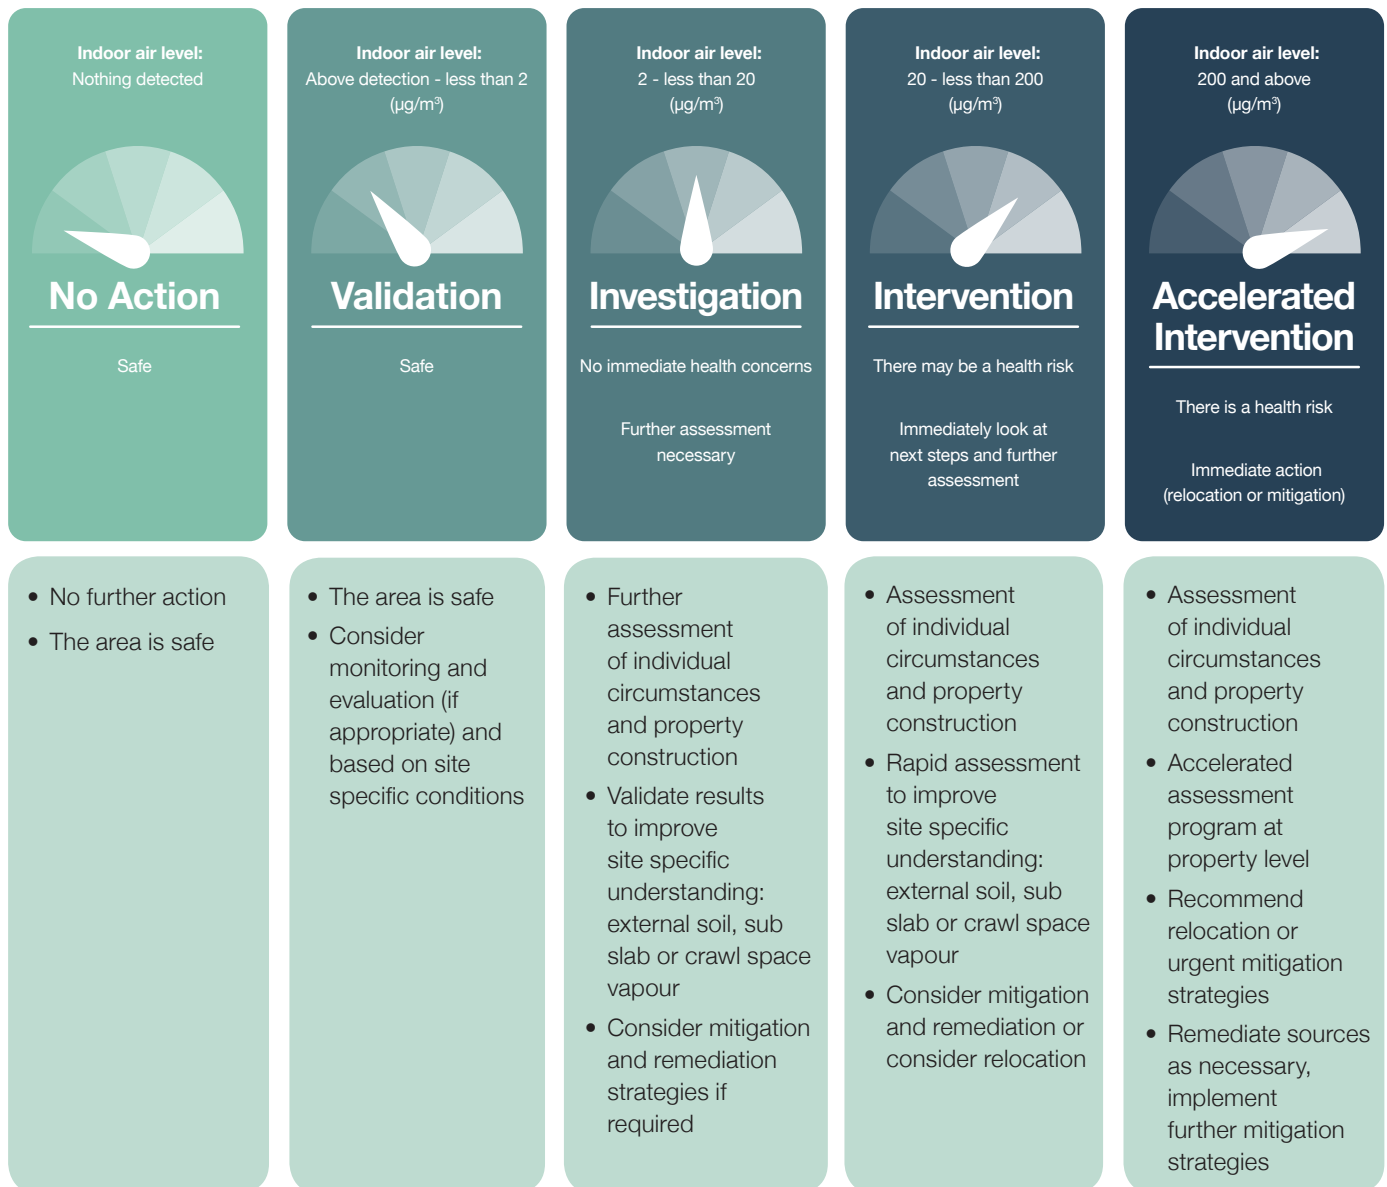 Indoor air level:
Nothing detected
No Action
Safe
Indoor air level:
Above detection - less than 2
(µg/m³)
Validation
Safe
Indoor air level:
2 - less than 20
(µg/m³)
Investigation
No immediate health concerns
Further assessment
necessary
Indoor air level:
20 - less than 200
(µg/m³)
Intervention
There may be a health risk
Immediately look at
next steps and further
assessment
Indoor air level:
200 and above
(µg/m³)
Accelerated
Intervention
There is a health risk
Immediate action
(relocation or mitigation)
• No further action
• The area is safe
• The area is safe
• Consider
monitoring and
evaluation (if
appropriate) and
based on site
specific conditions
• Further
assessment
of individual
circumstances
and property
construction
• Validate results
to improve
site specific
understanding:
external soil, sub
slab or crawl space
vapour
• Consider mitigation
and remediation
strategies if
required
• Assessment
of individual
circumstances
and property
construction
• Rapid assessment
to improve
site specific
understanding:
external soil, sub
slab or crawl space
vapour
• Consider mitigation
and remediation or
consider relocation
• Assessment
of individual
circumstances
and property
construction
• Accelerated
assessment
program at
property level
• Recommend
relocation or
urgent mitigation
strategies
• Remediate sources
as necessary,
implement
further mitigation
strategies